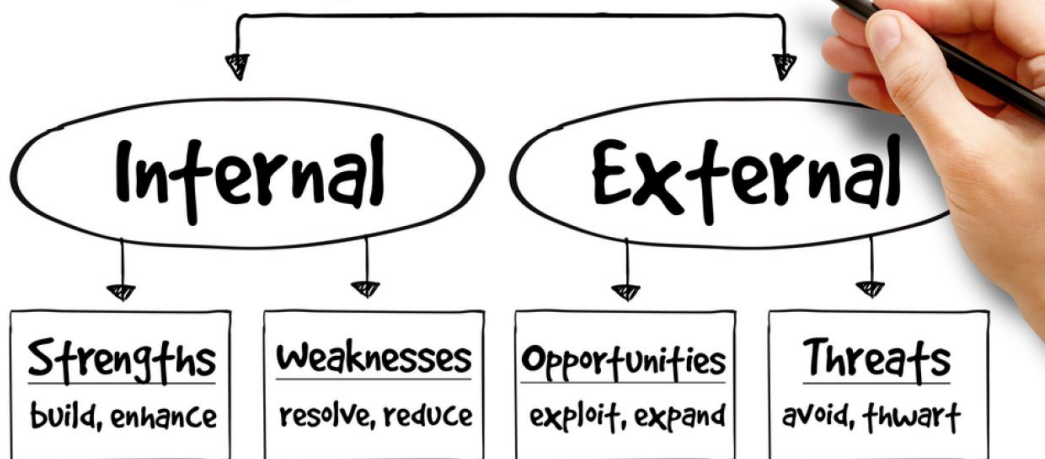 Internal
External
Strengths
build, enhance
Weaknesses
resolve, reduce
Opportunities
exploit, expand
Threats
avoid, thwart